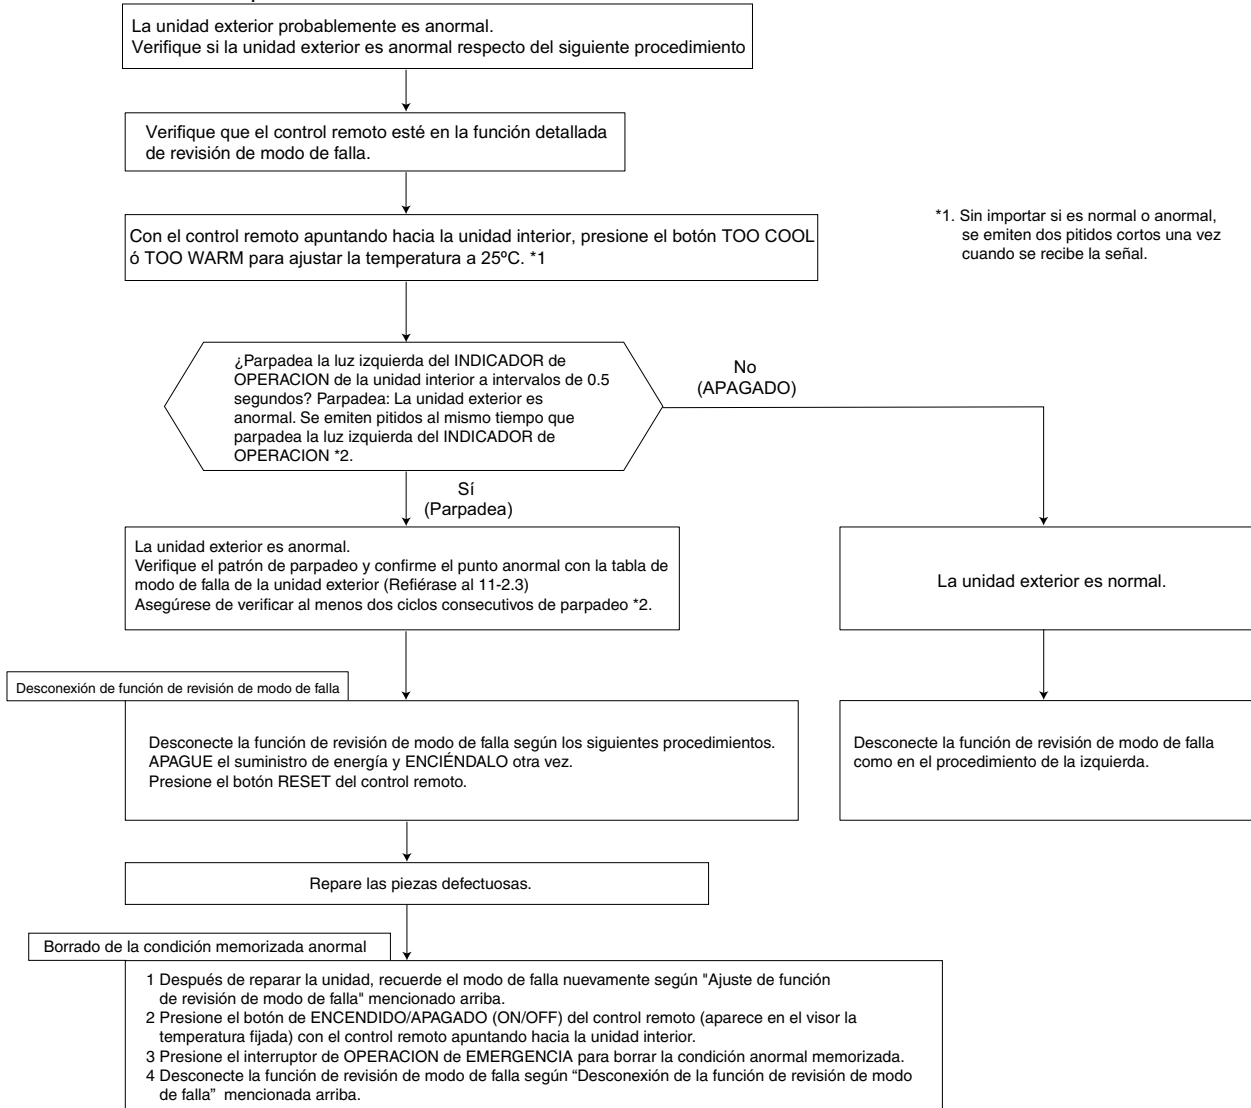 La unidad exterior probablemente es anormal.
Verifique si la unidad exterior es anormal respecto del siguiente procedimiento
Verifique que el control remoto esté en la función detallada
de revisión de modo de falla.
Con el control remoto apuntando hacia la unidad interior, presione el botón TOO COOL
ó TOO WARM para ajustar la temperatura a 25ºC. *1
*1. Sin importar si es normal o anormal,
se emiten dos pitidos cortos una vez
cuando se recibe la señal.
¿Parpadea la luz izquierda del INDICADOR de
OPERACION de la unidad interior a intervalos de 0.5
segundos? Parpadea: La unidad exterior es
anormal. Se emiten pitidos al mismo tiempo que
parpadea la luz izquierda del INDICADOR de
OPERACION *2.
No
(APAGADO)
Sí
(Parpadea)
La unidad exterior es anormal.
Verifique el patrón de parpadeo y confirme el punto anormal con la tabla de
modo de falla de la unidad exterior (Refiérase al 11-2.3)
Asegúrese de verificar al menos dos ciclos consecutivos de parpadeo *2.
La unidad exterior es normal.
Desconexión de función de revisión de modo de falla
Desconecte la función de revisión de modo de falla según los siguientes procedimientos.
APAGUE el suministro de energía y ENCIÉNDALO otra vez.
Presione el botón RESET del control remoto.
Desconecte la función de revisión de modo de falla
como en el procedimiento de la izquierda.
Repare las piezas defectuosas.
Borrado de la condición memorizada anormal
1 Después de reparar la unidad, recuerde el modo de falla nuevamente según "Ajuste de función
de revisión de modo de falla" mencionado arriba.
2 Presione el botón de ENCENDIDO/APAGADO (ON/OFF) del control remoto (aparece en el visor la
temperatura fijada) con el control remoto apuntando hacia la unidad interior.
3 Presione el interruptor de OPERACION de EMERGENCIA para borrar la condición anormal memorizada.
4 Desconecte la función de revisión de modo de falla según “Desconexión de la función de revisión de modo
de falla” mencionada arriba.